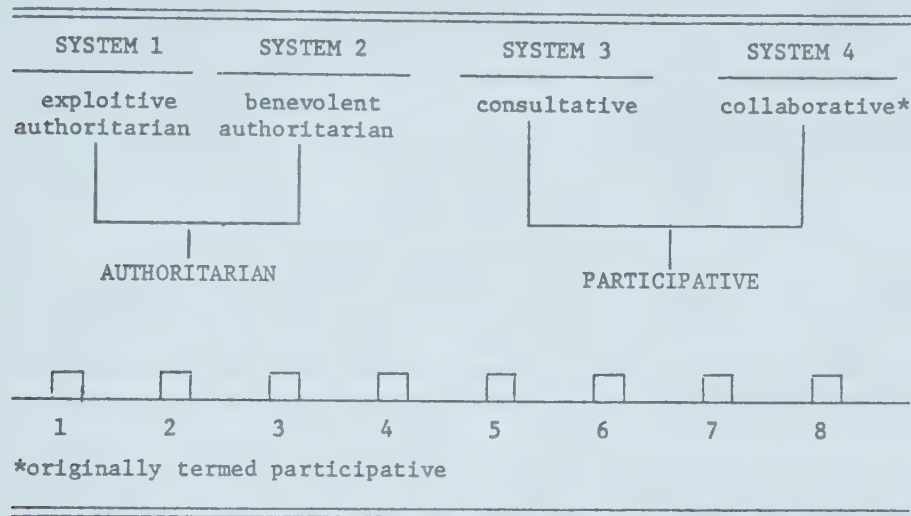 SYSTEM 1 SYSTEM 2 SYSTEM 3 SYSTEM 4
exploitive benevolent consultative collaborative*
authoritarian authoritarian
AUTHORITARIAN PARTICIPATIVE
1 2 3 4 5 6 7 8
*originally termed participative